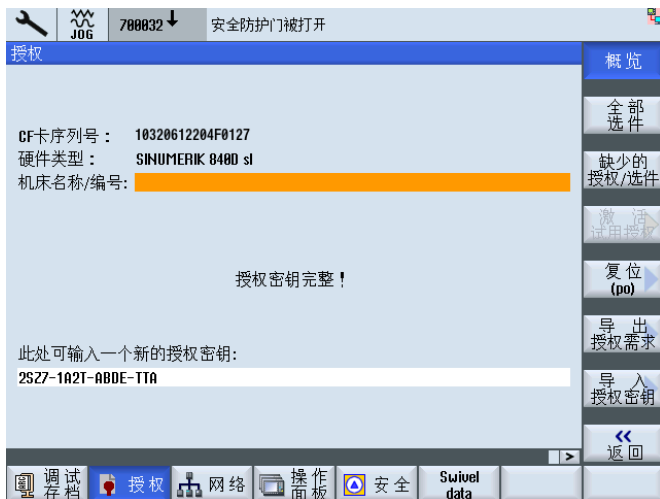 JOG
700032
安全防护门被打开
授权
概览
全部
选件
CF卡序列号： 10320612204F0127
硬件类型： SINUMERIK 840D sl
缺少的
授权/选件
机床名称/编号:
激活
试用授权
授权密钥完整！
复位
(po)
导出
授权需求
此处可输入一个新的授权密钥:
2SZ7-1A2T-ABDE-TTA
导入
授权密钥
<<
返回
>
调试
存档
授权
网络
操作
面板
安全
Swivel
data